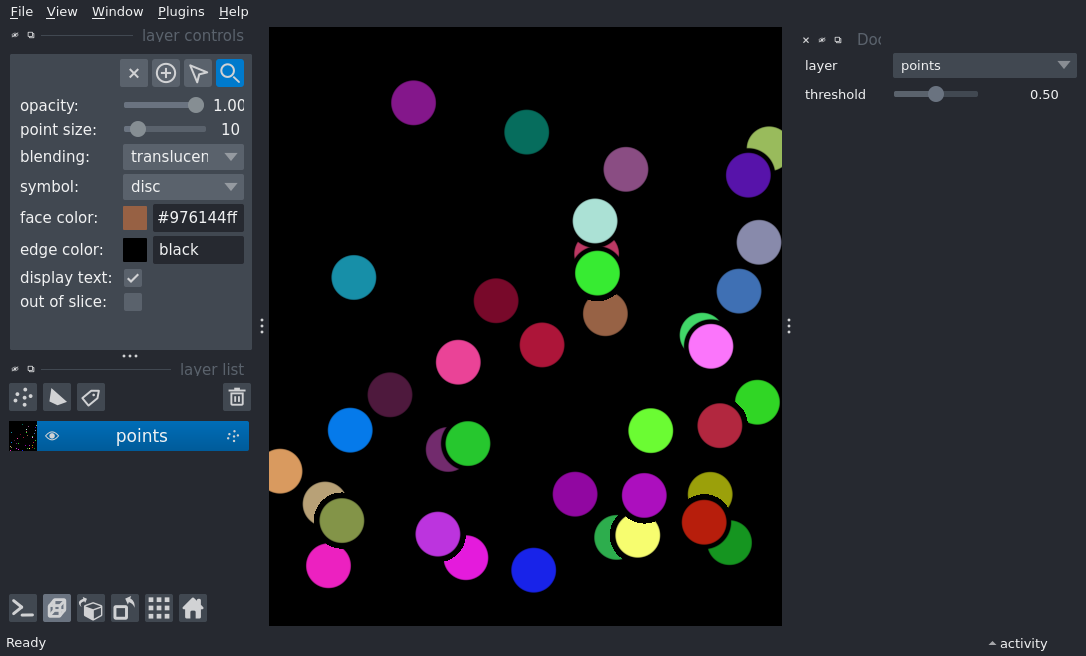 File View Window Plugins Help
layer controls
opacity: 1.00
point size: 10
blending: translucen
symbol: disc
face color: #976144ff
edge color: black
display text:
out of slice:
layer list
points
Ready
Doc
layer points
threshold 0.50
activity